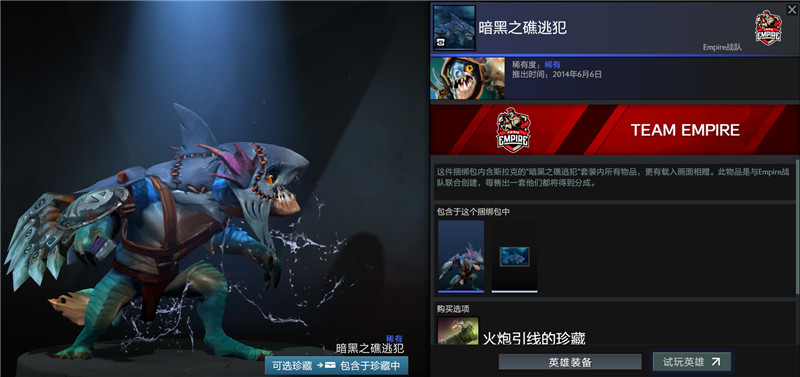 暗黑之礁逃犯
EMPIRE
Empire战队
稀有度：稀有
推出时间：2014年6月6日
EMPIRE
TEAM EMPIRE
这件捆绑包内含斯拉克的"暗黑之礁逃犯"套装内所有物品，更有载入画面相赠。此物品是与Empire战
队联合创建，每售出一套他们都将得到分成。
包含于这个捆绑包中
购买选项
火炮引线的珍藏
稀有
暗黑之礁逃犯
可选珍藏 包含于珍藏中
英雄装备
试玩英雄